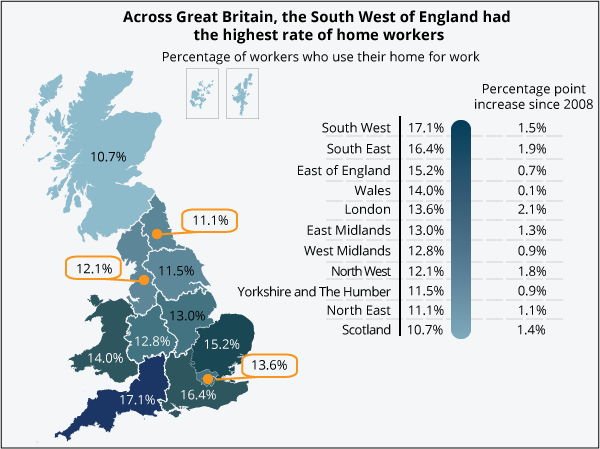 Across Great Britain, the South West of England had
the highest rate of home workers
Percentage of workers who use their home for work
Percentage point
increase since 2008
South West 17.1% 1.5%
South East 16.4% 1.9%
East of England 15.2% 0.7%
Wales 14.0% 0.1%
London 13.6% 2.1%
East Midlands 13.0% 1.3%
West Midlands 12.8% 0.9%
North West 12.1% 1.8%
Yorkshire and The Humber 11.5% 0.9%
North East 11.1% 1.1%
Scotland 10.7% 1.4%
10.7%
11.1%
12.1%
11.5%
13.0%
12.8%
15.2%
14.0%
13.6%
16.4%
17.1%